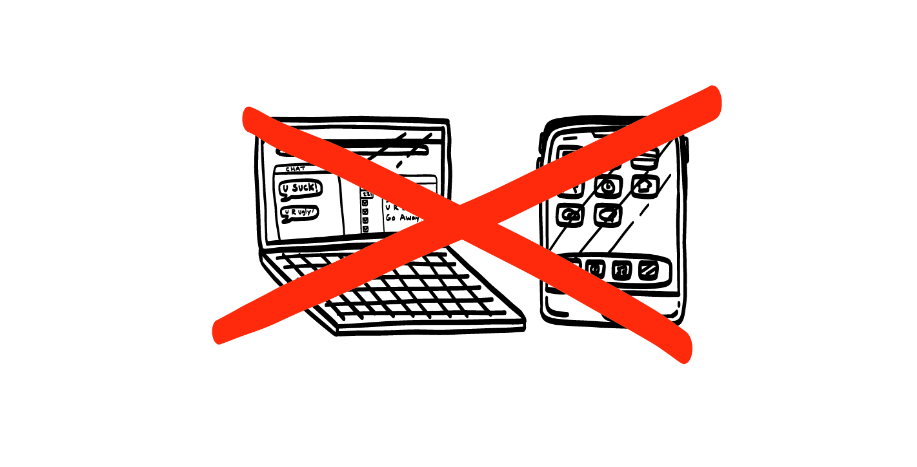 CHAT
U SUCK!
U R ugly!
U R
Go Away